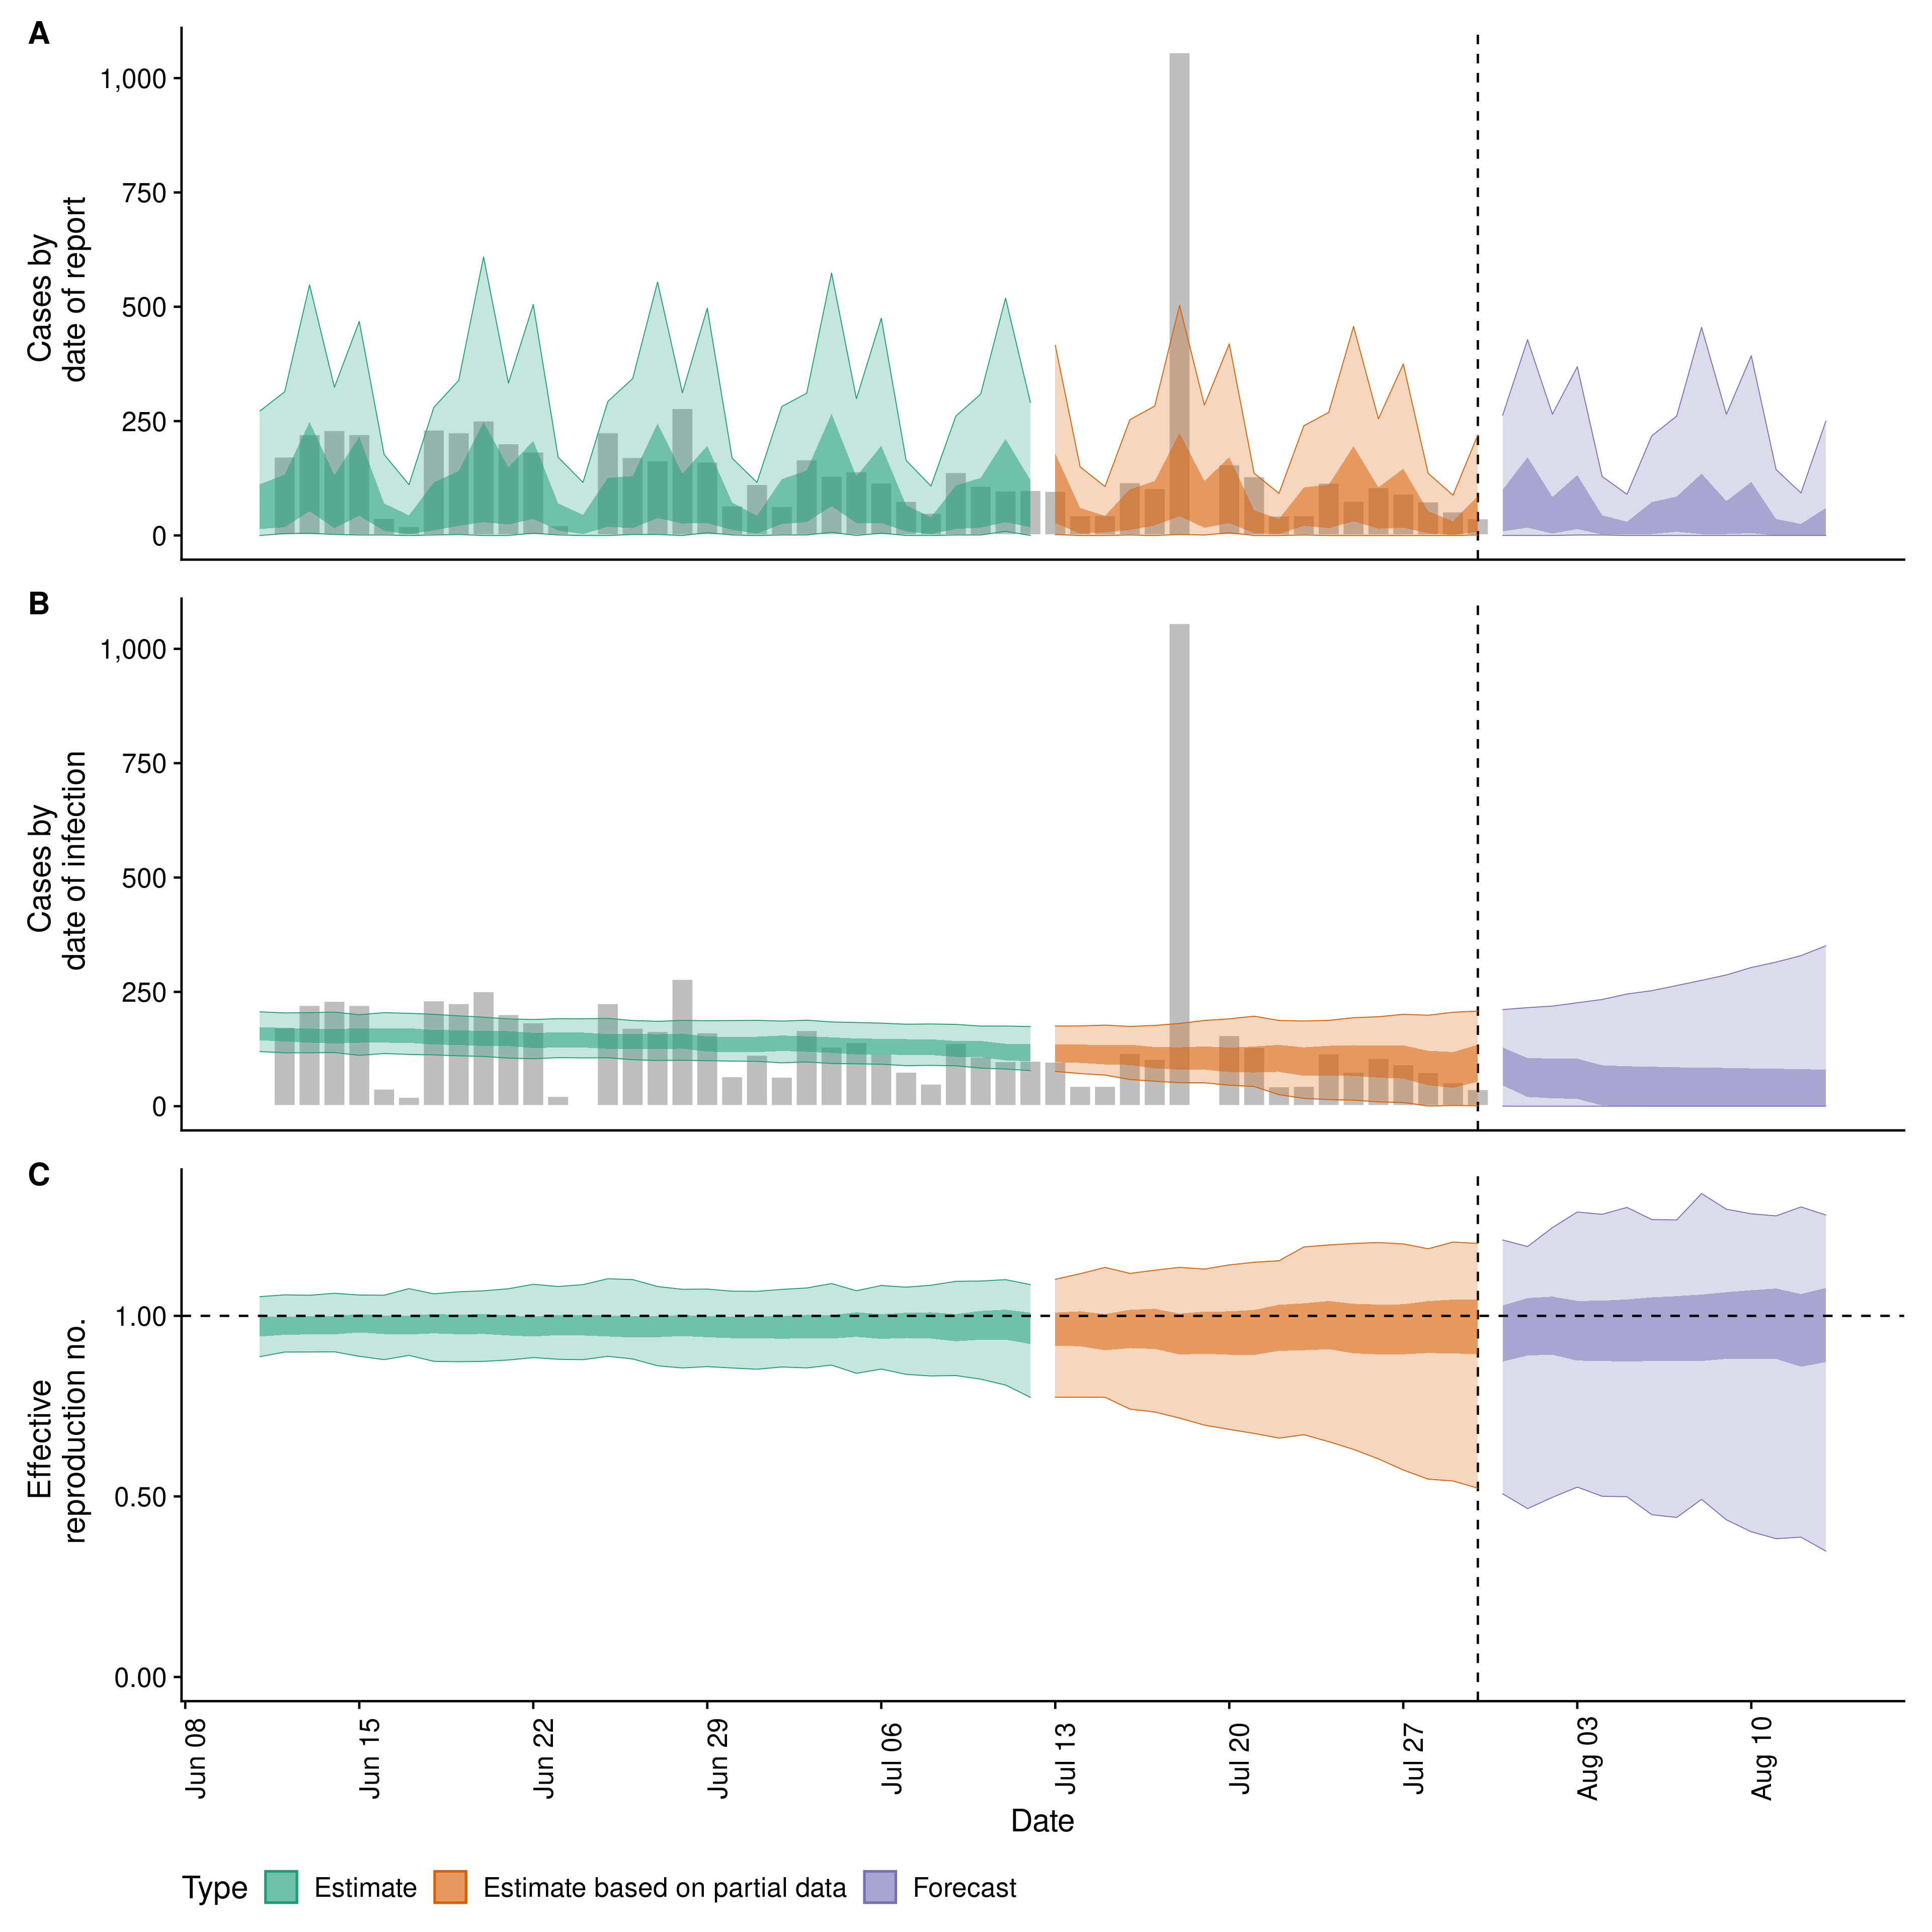 A
1,000
750
500
250
0
Cases by
date of report
B
1,000
750
500
250
0
Cases by
date of infection
C
1.00
0.50
0.00
Effective
reproduction no.
Jun 08
Jun 15
Jun 22
Jun 29
Jul 06
Jul 13
Jul 20
Jul 27
Aug 03
Aug 10
Date
Type Estimate Estimate based on partial data Forecast